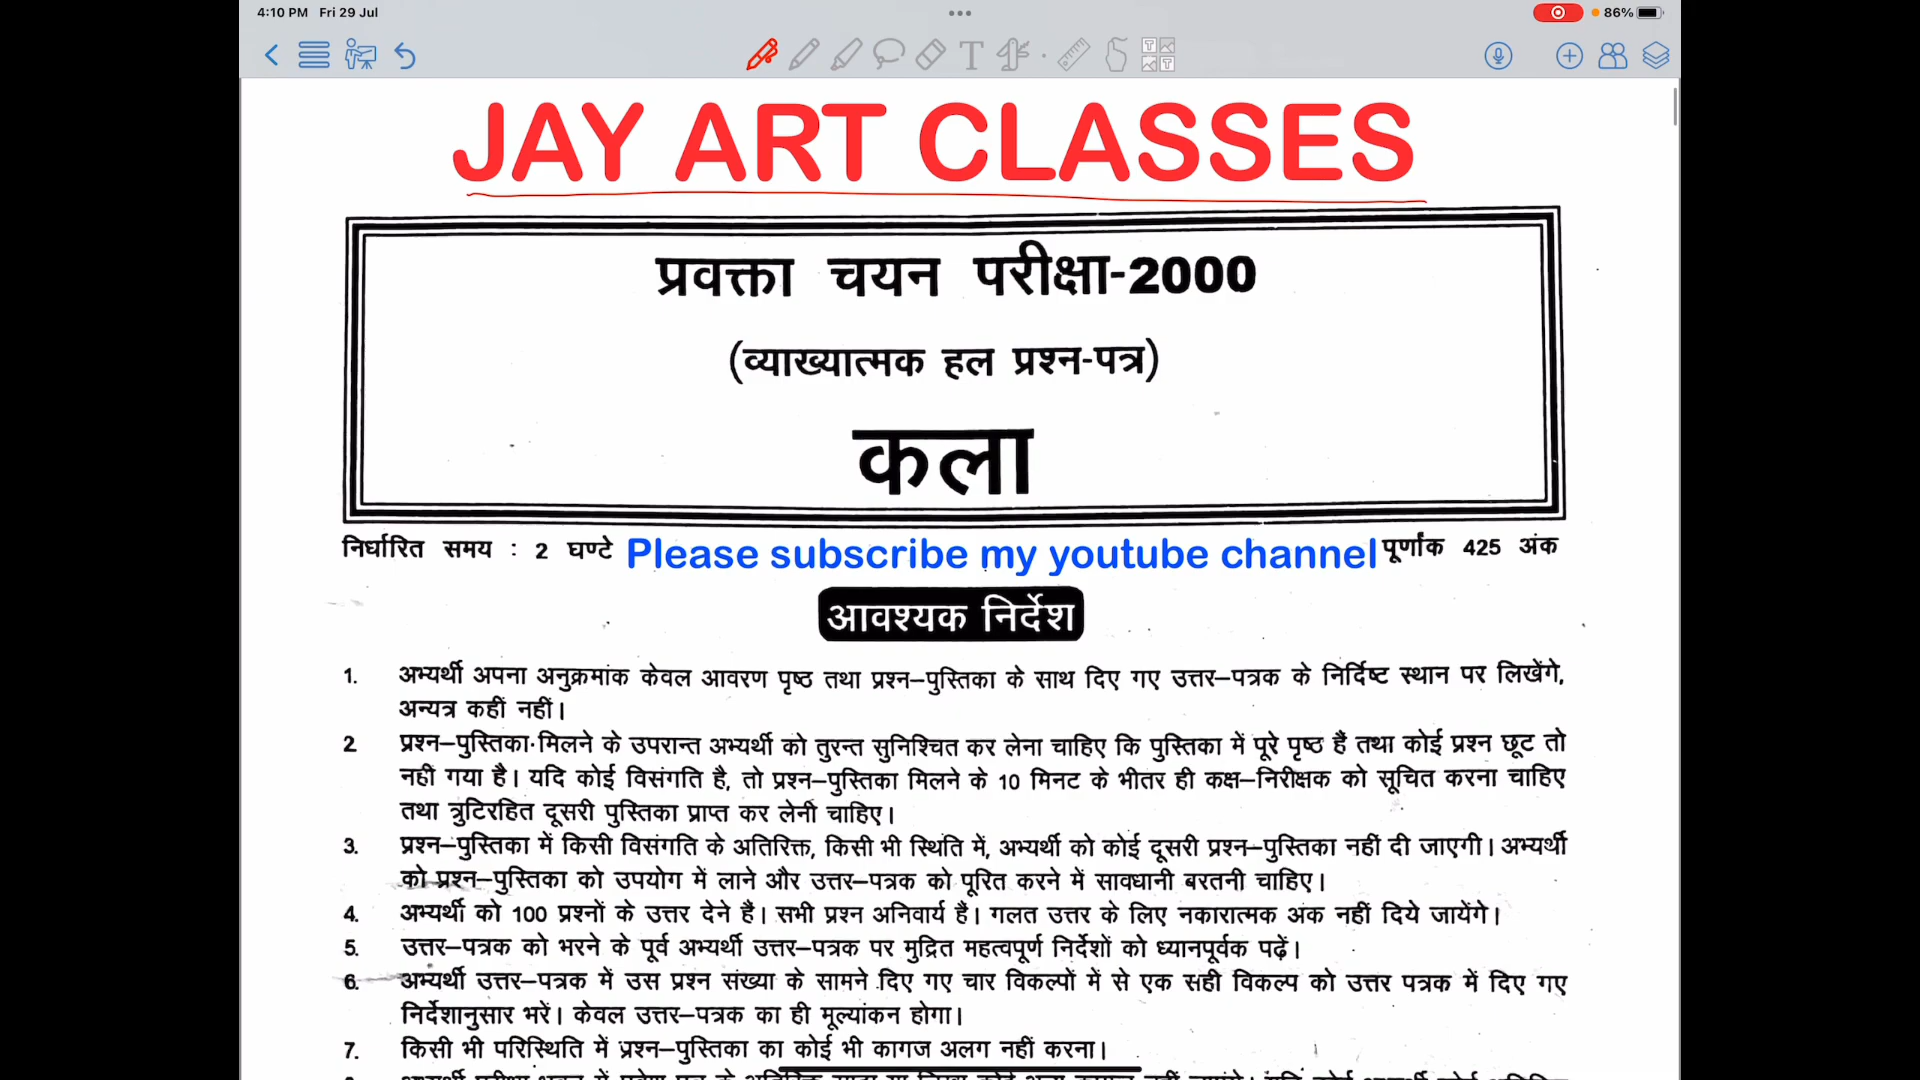 4:10 PM Fri 29 Jul
86%
JAY ART CLASSES
प्रवक्ता चयन परीक्षा-2000
(व्याख्यात्मक हल प्रश्न-पत्र)
कला
निर्धारित समय : 2 घण्टे Please subscribe my youtube channel पूर्णांक 425 अंक
आवश्यक निर्देश
1. अभ्यर्थी अपना अनुक्रमांक केवल आवरण पृष्ठ तथा प्रश्न–पुस्तिका के साथ दिए गए उत्तर–पत्रक के निर्दिष्ट स्थान पर लिखेंगे,
अन्यत्र कहीं नहीं।
2 प्रश्न–पुस्तिका मिलने के उपरान्त अभ्यर्थी को तुरन्त सुनिश्चित कर लेना चाहिए कि पुस्तिका में पूरे पृष्ठ हैं तथा कोई प्रश्न छूट तो
नहीं गया है। यदि कोई विसंगति है, तो प्रश्न–पुस्तिका मिलने के 10 मिनट के भीतर ही कक्ष–निरीक्षक को सूचित करना चाहिए
तथा त्रुटिरहित दूसरी पुस्तिका प्राप्त कर लेनी चाहिए।
3. प्रश्न–पुस्तिका में किसी विसंगति के अतिरिक्त, किसी भी स्थिति में, अभ्यर्थी को कोई दूसरी प्रश्न–पुस्तिका नहीं दी जाएगी। अभ्यर्थी
को प्रश्न–पुस्तिका को उपयोग में लाने और उत्तर–पत्रक को पूरित करने में सावधानी बरतनी चाहिए।
4. अभ्यर्थी को 100 प्रश्नों के उत्तर देने हैं। सभी प्रश्न अनिवार्य हैं। गलत उत्तर के लिए नकारात्मक अंक नहीं दिये जायेंगे।
5. उत्तर–पत्रक को भरने के पूर्व अभ्यर्थी उत्तर–पत्रक पर मुद्रित महत्वपूर्ण निर्देशों को ध्यानपूर्वक पढ़ें।
6. अभ्यर्थी उत्तर–पत्रक में उस प्रश्न संख्या के सामने दिए गए चार विकल्पों में से एक सही विकल्प को उत्तर पत्रक में दिए गए
निर्देशानुसार भरें। केवल उत्तर–पत्रक का ही मूल्यांकन होगा।
7. किसी भी परिस्थिति में प्रश्न–पुस्तिका का कोई भी कागज अलग नहीं करना।